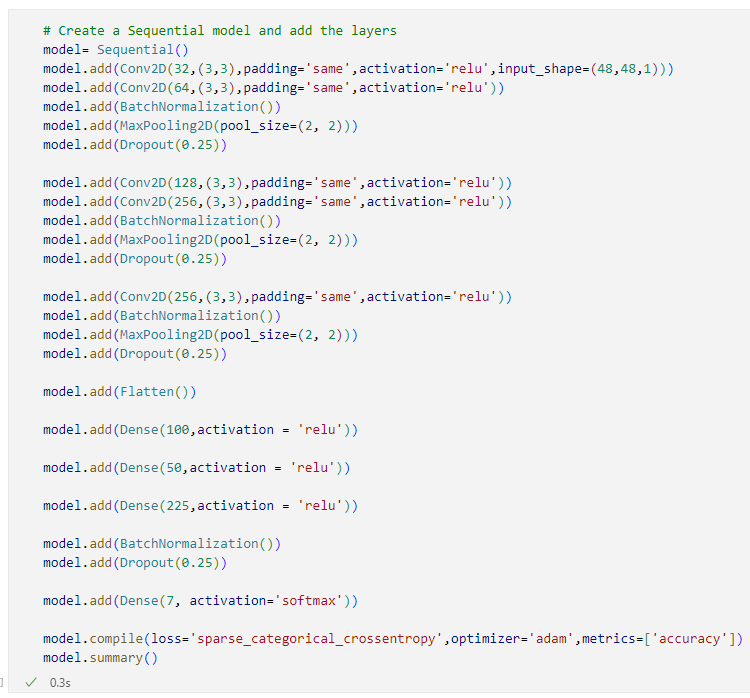 # Create a Sequential model and add the layers
model= Sequential()
model.add(Conv2D(32,(3,3),padding='same',activation='relu',input_shape=(48,48,1)))
model.add(Conv2D(64,(3,3),padding='same',activation='relu'))
model.add(BatchNormalization())
model.add(MaxPooling2D(pool_size=(2, 2)))
model.add(Dropout(0.25))
model.add(Conv2D(128,(3,3),padding='same',activation='relu'))
model.add(Conv2D(256,(3,3),padding='same',activation='relu'))
model.add(BatchNormalization())
model.add(MaxPooling2D(pool_size=(2, 2)))
model.add(Dropout(0.25))
model.add(Conv2D(256,(3,3),padding='same',activation='relu'))
model.add(BatchNormalization())
model.add(MaxPooling2D(pool_size=(2, 2)))
model.add(Dropout(0.25))
model.add(Flatten())
model.add(Dense(100,activation = 'relu'))
model.add(Dense(50,activation = 'relu'))
model.add(Dense(225,activation = 'relu'))
model.add(BatchNormalization())
model.add(Dropout(0.25))
model.add(Dense(7, activation='softmax'))
model.compile(loss='sparse_categorical_crossentropy',optimizer='adam',metrics=['accuracy'])
model.summary()
] ✓ 0.3s